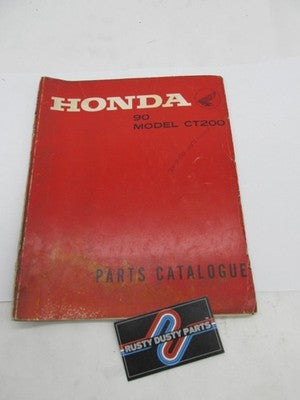 HONDA
90
MODEL CT200
PARTS CATALOGUE
RUSTY DUSTY PARTS